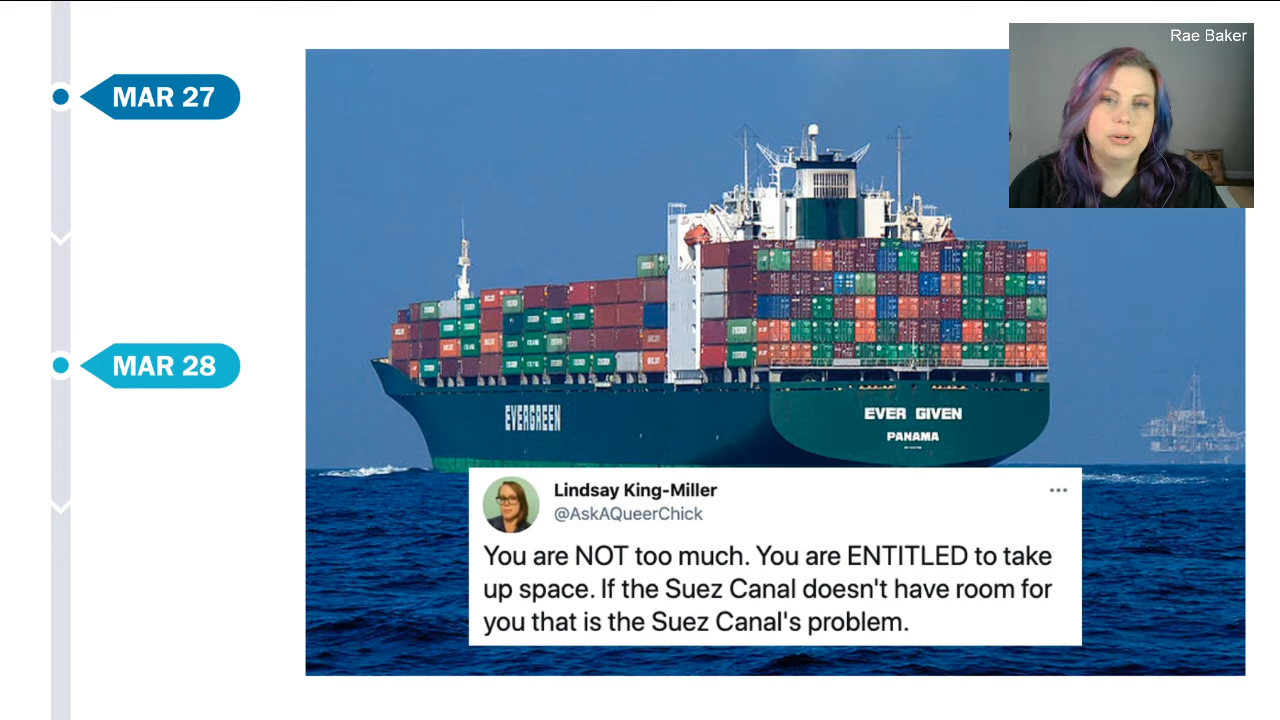 Rae Baker
MAR 27
MAR 28
EVERGREEN
EVER GIVEN
PANAMA
Lindsay King-Miller
@AskAQueerChick
You are NOT too much. You are ENTITLED to take
up space. If the Suez Canal doesn't have room for
you that is the Suez Canal's problem.